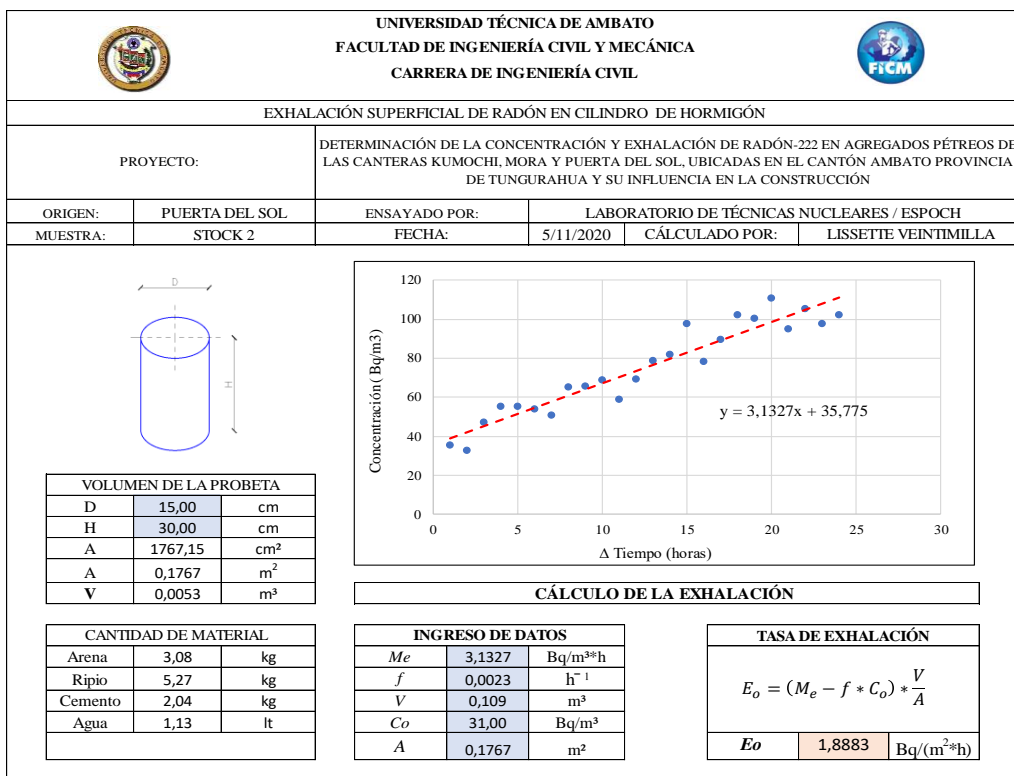 UNIVERSIDAD TÉCNICA DE AMBATO
FACULTAD DE INGENIERÍA CIVIL Y MECÁNICA
CARRERA DE INGENIERÍA CIVIL
FICM
EXHALACIÓN SUPERFICIAL DE RADÓN EN CILINDRO DE HORMIGÓN
PROYECTO:
DETERMINACIÓN DE LA CONCENTRACIÓN Y EXHALACIÓN DE RADÓN-222 EN AGREGADOS PÉTREOS DE
LAS CANTERAS KUMOCHI, MORA Y PUERTA DEL SOL, UBICADAS EN EL CANTÓN AMBATO PROVINCIA
DE TUNGURAHUA Y SU INFLUENCIA EN LA CONSTRUCCIÓN
ORIGEN: PUERTA DEL SOL ENSAYADO POR: LABORATORIO DE TÉCNICAS NUCLEARES / ESPOCH
MUESTRA: STOCK 2 FECHA: 5/11/2020 CÁLCULADO POR: LISSETTE VEINTIMILLA
D
H
VOLUMEN DE LA PROBETA
D 15,00 cm
H 30,00 cm
A 1767,15 cm²
A 0,1767 m²
V 0,0053 m³
120
100
80
60
40
20
0
Concentración( Bq/m3)
y = 3,1327x + 35,775
0 5 10 15 20 25 30
Δ Tiempo (horas)
CÁLCULO DE LA EXHALACIÓN
CANTIDAD DE MATERIAL
Arena 3,08 kg
Ripio 5,27 kg
Cemento 2,04 kg
Agua 1,13 lt
INGRESO DE DATOS
Me 3,1327 Bq/m³*h
f 0,0023 h⁻¹
V 0,109 m³
Co 31,00 Bq/m³
A 0,1767 m²
TASA DE EXHALACIÓN
E_o = (M_e − f * C_o) * V/A
Eo 1,8883 Bq/(m²*h)